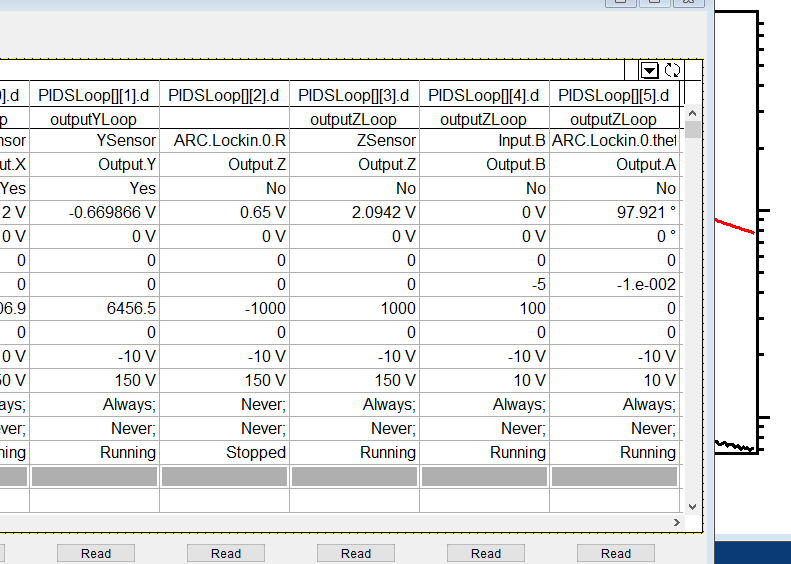 ].d PIDSLoop[][1].d PIDSLoop[][2].d PIDSLoop[][3].d PIDSLoop[][4].d PIDSLoop[][5].d
p outputYLoop outputZLoop outputZLoop outputZLoop
nsor YSensor ARC.Lockin.0.R ZSensor Input.B ARC.Lockin.0.thet
ut.X Output.Y Output.Z Output.Z Output.B Output.A
Yes Yes No No No No
2 V -0.669866 V 0.65 V 2.0942 V 0 V 97.921 °
0 V 0 V 0 V 0 V 0 V 0 °
0 0 0 0 0 0
0 0 0 0 -5 -1.e-002
06.9 6456.5 -1000 1000 100 0
0 0 0 0 0 0
0 V -10 V -10 V -10 V -10 V -10 V
50 V 150 V 150 V 150 V 10 V 10 V
ays; Always; Never; Always; Always; Always;
ver; Never; Never; Never; Never; Never;
ning Running Stopped Running Running Running
Read Read Read Read Read